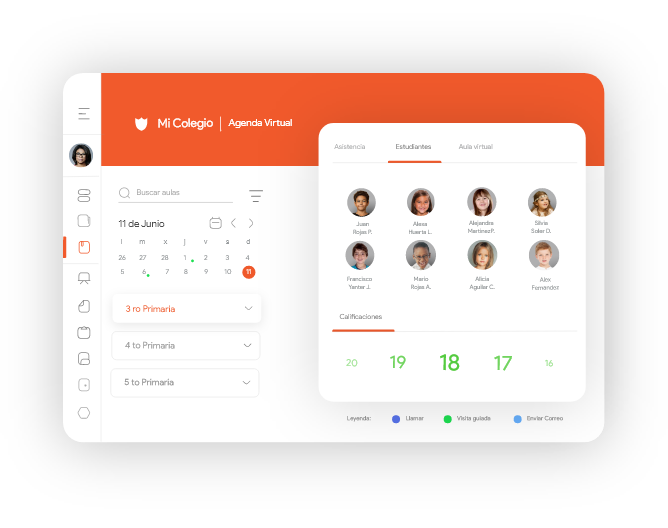 Mi Colegio
Agenda Virtual
Asistencia
Estudiantes
Aula virtual
Buscar aulas
11 de Junio
l m x j v s d
26 27 28 1 2 3 4
5 6 7 8 9 10 11
3 ro Primaria
4 to Primaria
5 to Primaria
Juan
Rojas P.
Alexa
Huerta L.
Alejandra
Martinez P.
Silvia
Soler D.
Francisco
Yanter J.
Mario
Rojas A.
Alicia
Aguilar C.
Alex
Fernandez
Calificaciones
20 19 18 17 16
Leyenda:
Llamar
Visita guiada
Enviar Correo